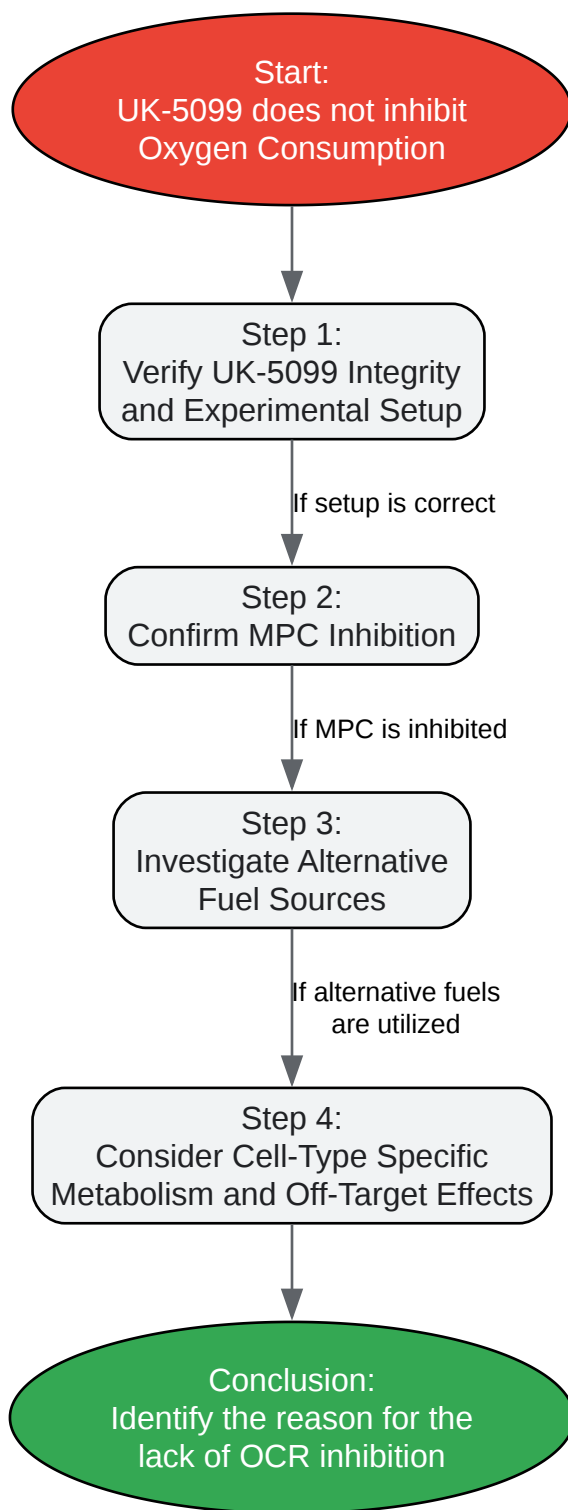 Start:
UK-5099 does not inhibit
Oxygen Consumption
Step 1:
Verify UK-5099 Integrity
and Experimental Setup
If setup is correct
Step 2:
Confirm MPC Inhibition
If MPC is inhibited
Step 3:
Investigate Alternative
Fuel Sources
If alternative fuels
are utilized
Step 4:
Consider Cell-Type Specific
Metabolism and Off-Target Effects
Conclusion:
Identify the reason for the
lack of OCR inhibition